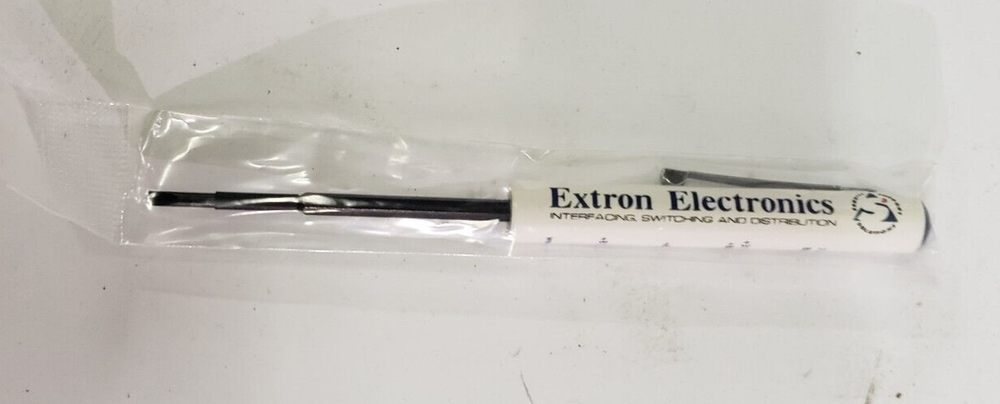 Extron Electronics
INTERFACING, SWITCHING AND DISTRIBUTION